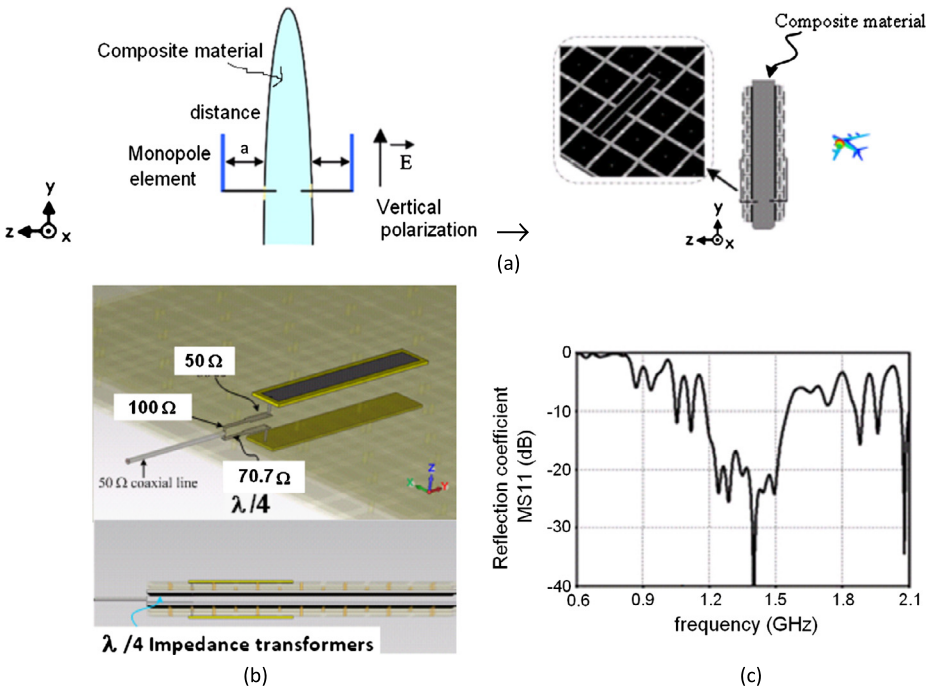 Composite material
distance
a
Monopole
element
E
Vertical
polarization
y
z
x
Composite material
y
z
x
(a)
50 Ω
100 Ω
70.7 Ω
50 Ω coaxial line
λ/4
Z
X
Y
λ /4 Impedance transformers
(b)
Reflection coefficient
MS11 (dB)
0
-10
-20
-30
-40
0.6 0.9 1.2 1.5 1.8 2.1
frequency (GHz)
(c)